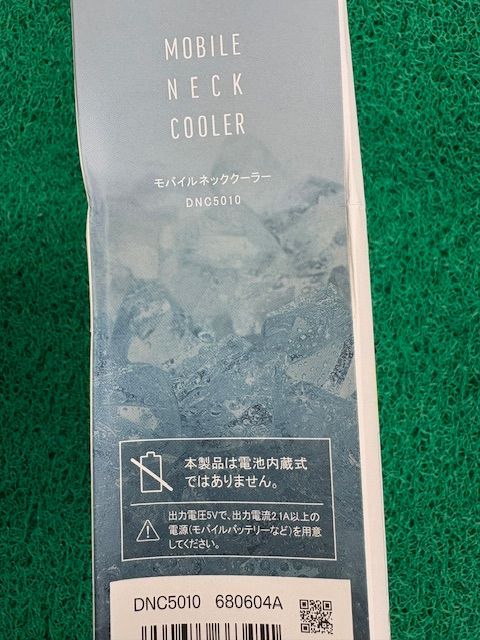 MOBILE
NECK
COOLER
モバイルネッククーラー
DNC5010
本製品は電池内蔵式
ではありません。
出力電圧5Vで、出力電流2.1A以上の
電源(モバイルバッテリーなど)を用意
してください。
DNC5010 680604A